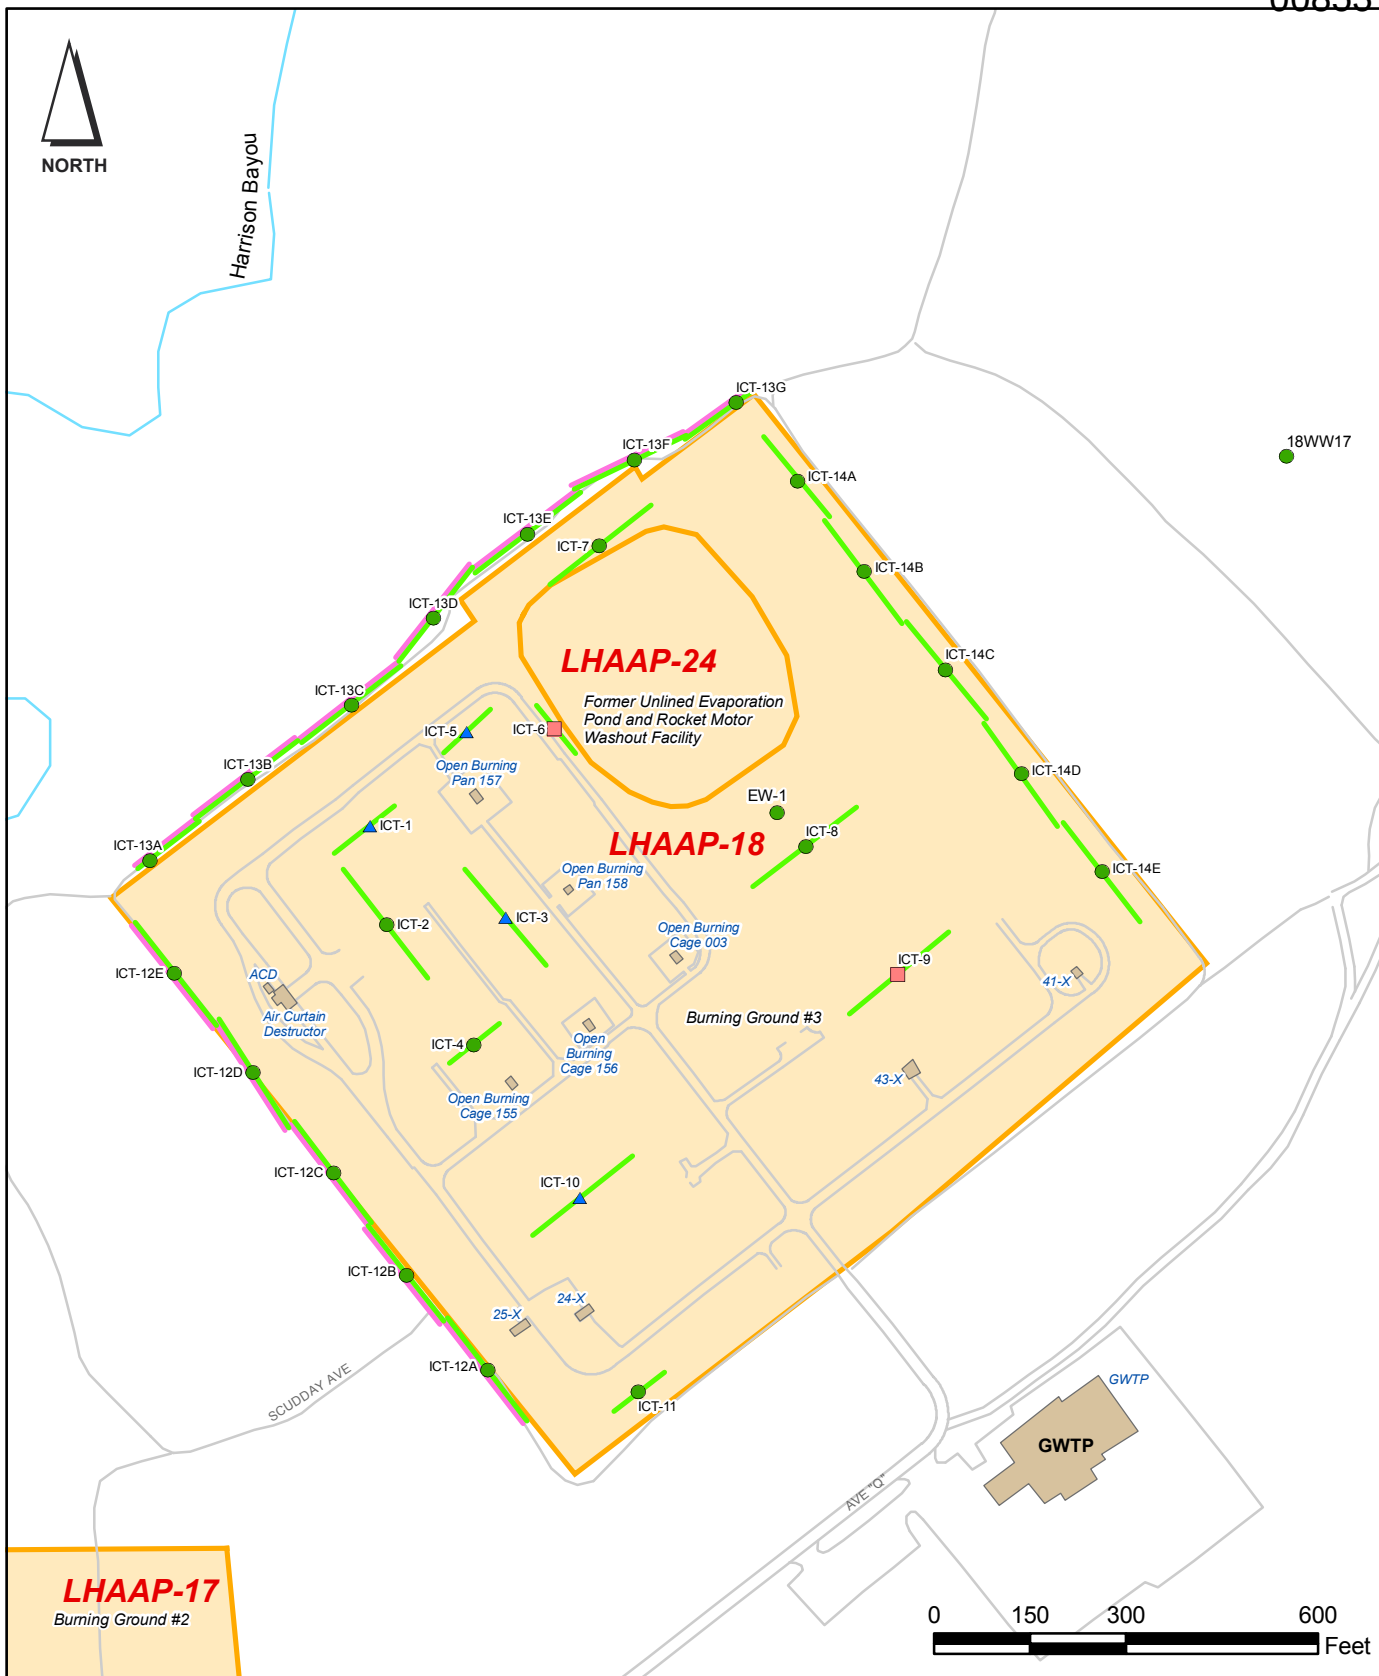 NORTH
Harrison Bayou
ICT-13G
ICT-13F
18WW17
ICT-14A
ICT-13E
ICT-7
ICT-14B
ICT-13D
ICT-14C
LHAAP-24
Former Unlined Evaporation
Pond and Rocket Motor
Washout Facility
ICT-13C
ICT-5
ICT-6
Open Burning
Pan 157
ICT-13B
ICT-14D
EW-1
ICT-1
ICT-8
LHAAP-18
ICT-13A
Open Burning
Pan 158
ICT-14E
ICT-2
ICT-3
Open Burning
Cage 003
ICT-9
ICT-12E
ACD
41-X
Air Curtain
Destructor
Burning Ground #3
ICT-4
Open
Burning
Cage 156
ICT-12D
43-X
Open Burning
Cage 155
ICT-12C
ICT-10
ICT-12B
24-X
25-X
ICT-12A
SCUDDAY AVE
ICT-11
GWTP
GWTP
AVE "Q"
LHAAP-17
Burning Ground #2
0 150 300 600
Feet